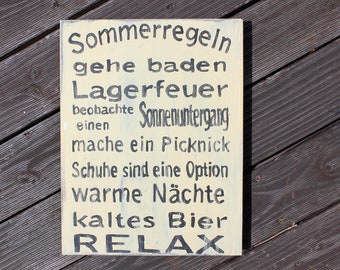 Sommerregeln
gehe baden
Lagerfeuer
beobachte einen Sonnenuntergang
mache ein Picknick
Schuhe sind eine Option
warme Nächte
kaltes Bier
RELAX